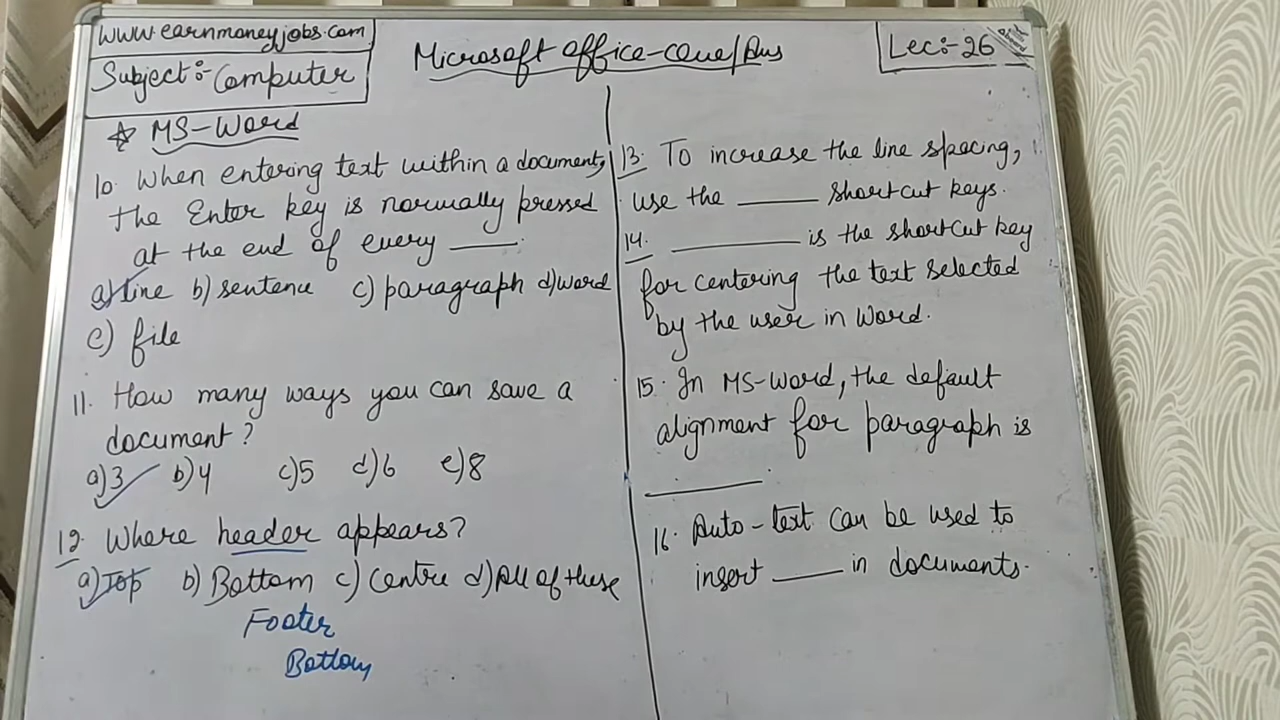 www.earnmoneyjobs.com
Subject:- Computer
Microsoft office-
Lec:- 26
☆ MS-Word
10. When entering text within a document,
the Enter key is normally pressed
at the end of every ____.
a) Line b) sentence c) paragraph d) word
e) file
11. How many ways you can save a
document?
a) 3 b) 4 c) 5 d) 6 e) 8
12. Where header appears?
a) Top b) Bottom c) Centre d) All of these
Footer
Bottom
13. To increase the line spacing,
use the ____ shortcut keys.
14. ____ is the shortcut key
for centering the text selected
by the user in Word.
15. In MS-Word, the default
alignment for paragraph is
____
16. Auto-text can be used to
insert ____ in documents.